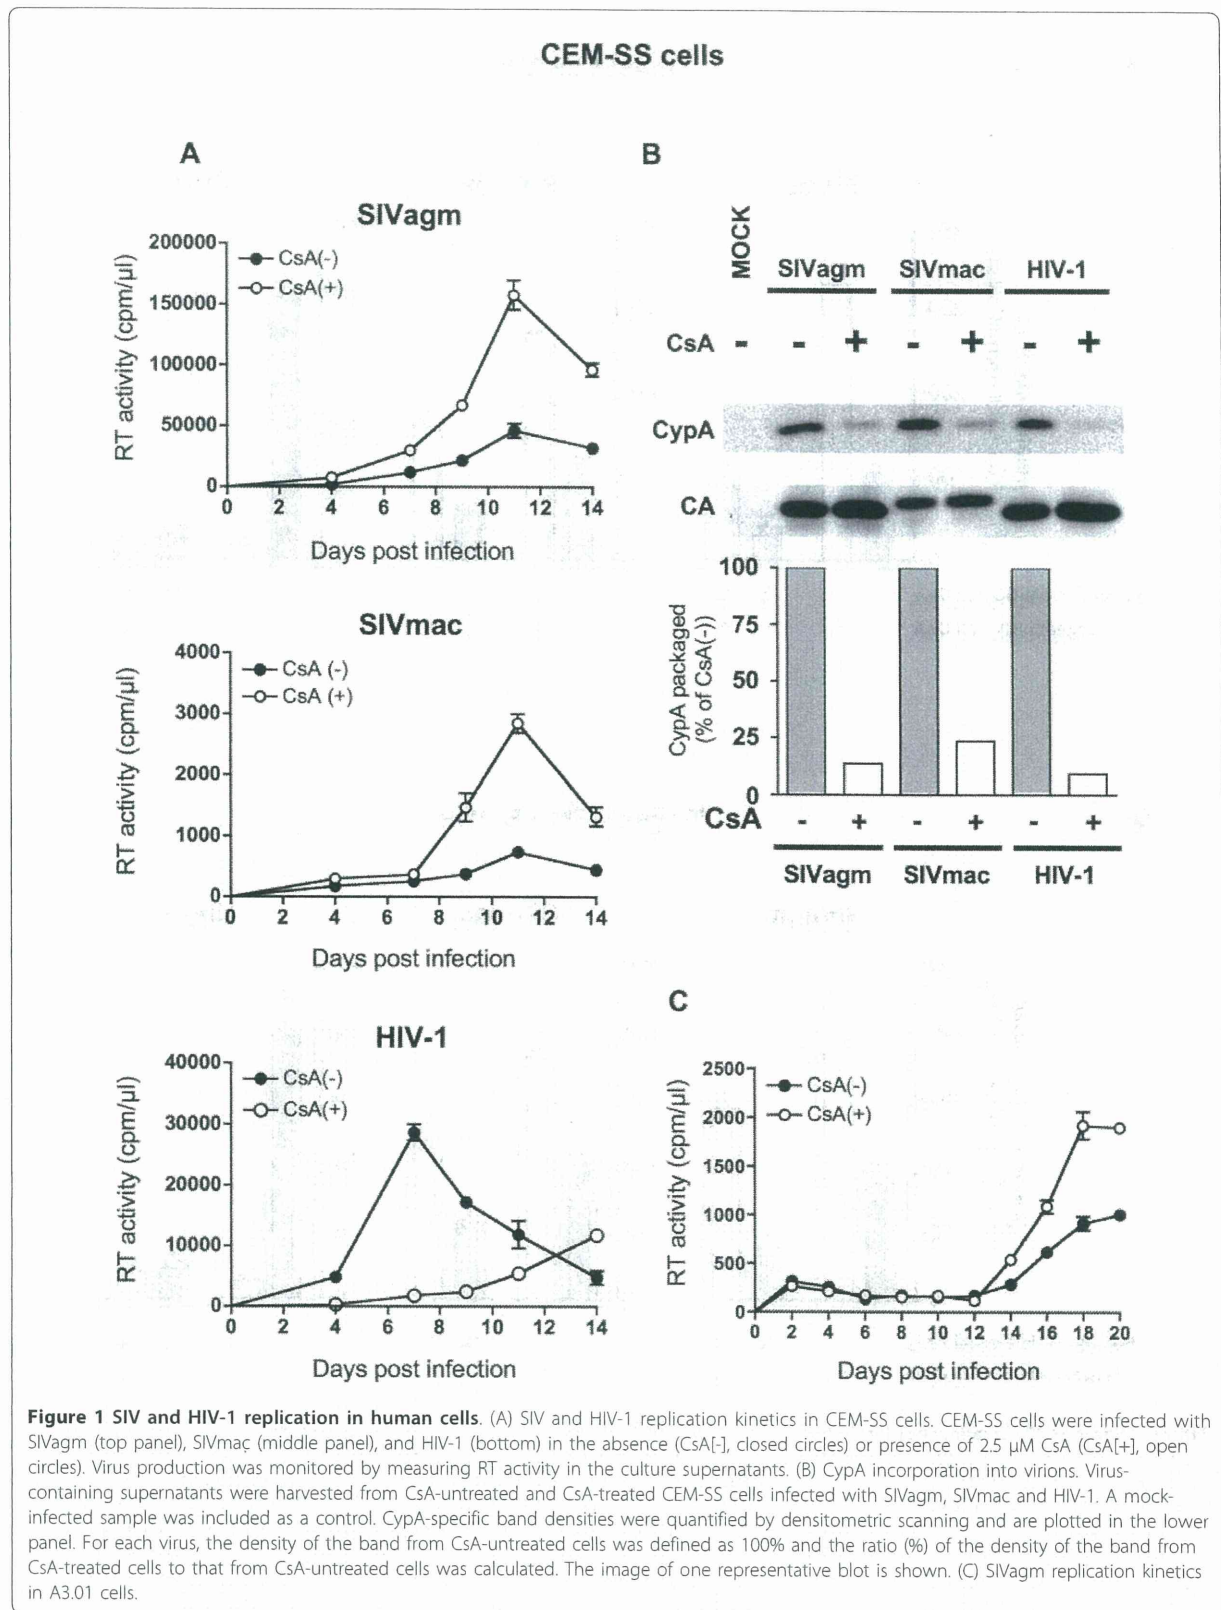 CEM-SS cells
A
SIVagm
RT activity (cpm/µl)
200000
150000
100000
50000
0
CsA(-)
CsA(+)
0 2 4 6 8 10 12 14
Days post infection
SIVmac
RT activity (cpm/µl)
4000
3000
2000
1000
0
CsA (-)
CsA (+)
0 2 4 6 8 10 12 14
Days post infection
HIV-1
RT activity (cpm/µl)
40000
30000
20000
10000
0
CsA(-)
CsA(+)
0 2 4 6 8 10 12 14
Days post infection
B
MOCK
SIVagm SIVmac HIV-1
CsA - - + - + - +
CypA
CA
CypA packaged
(% of CsA(-))
100
75
50
25
0
CsA - + - + - +
SIVagm SIVmac HIV-1
C
RT activity (cpm/µl)
2500
2000
1500
1000
500
0
CsA(-)
CsA(+)
0 2 4 6 8 10 12 14 16 18 20
Days post infection
Figure 1 SIV and HIV-1 replication in human cells. (A) SIV and HIV-1 replication kinetics in CEM-SS cells. CEM-SS cells were infected with
SIVagm (top panel), SIVmac (middle panel), and HIV-1 (bottom) in the absence (CsA[-], closed circles) or presence of 2.5 µM CsA (CsA[+], open
circles). Virus production was monitored by measuring RT activity in the culture supernatants. (B) CypA incorporation into virions. Virus-
containing supernatants were harvested from CsA-untreated and CsA-treated CEM-SS cells infected with SIVagm, SIVmac and HIV-1. A mock-
infected sample was included as a control. CypA-specific band densities were quantified by densitometric scanning and are plotted in the lower
panel. For each virus, the density of the band from CsA-untreated cells was defined as 100% and the ratio (%) of the density of the band from
CsA-treated cells to that from CsA-untreated cells was calculated. The image of one representative blot is shown. (C) SIVagm replication kinetics
in A3.01 cells.